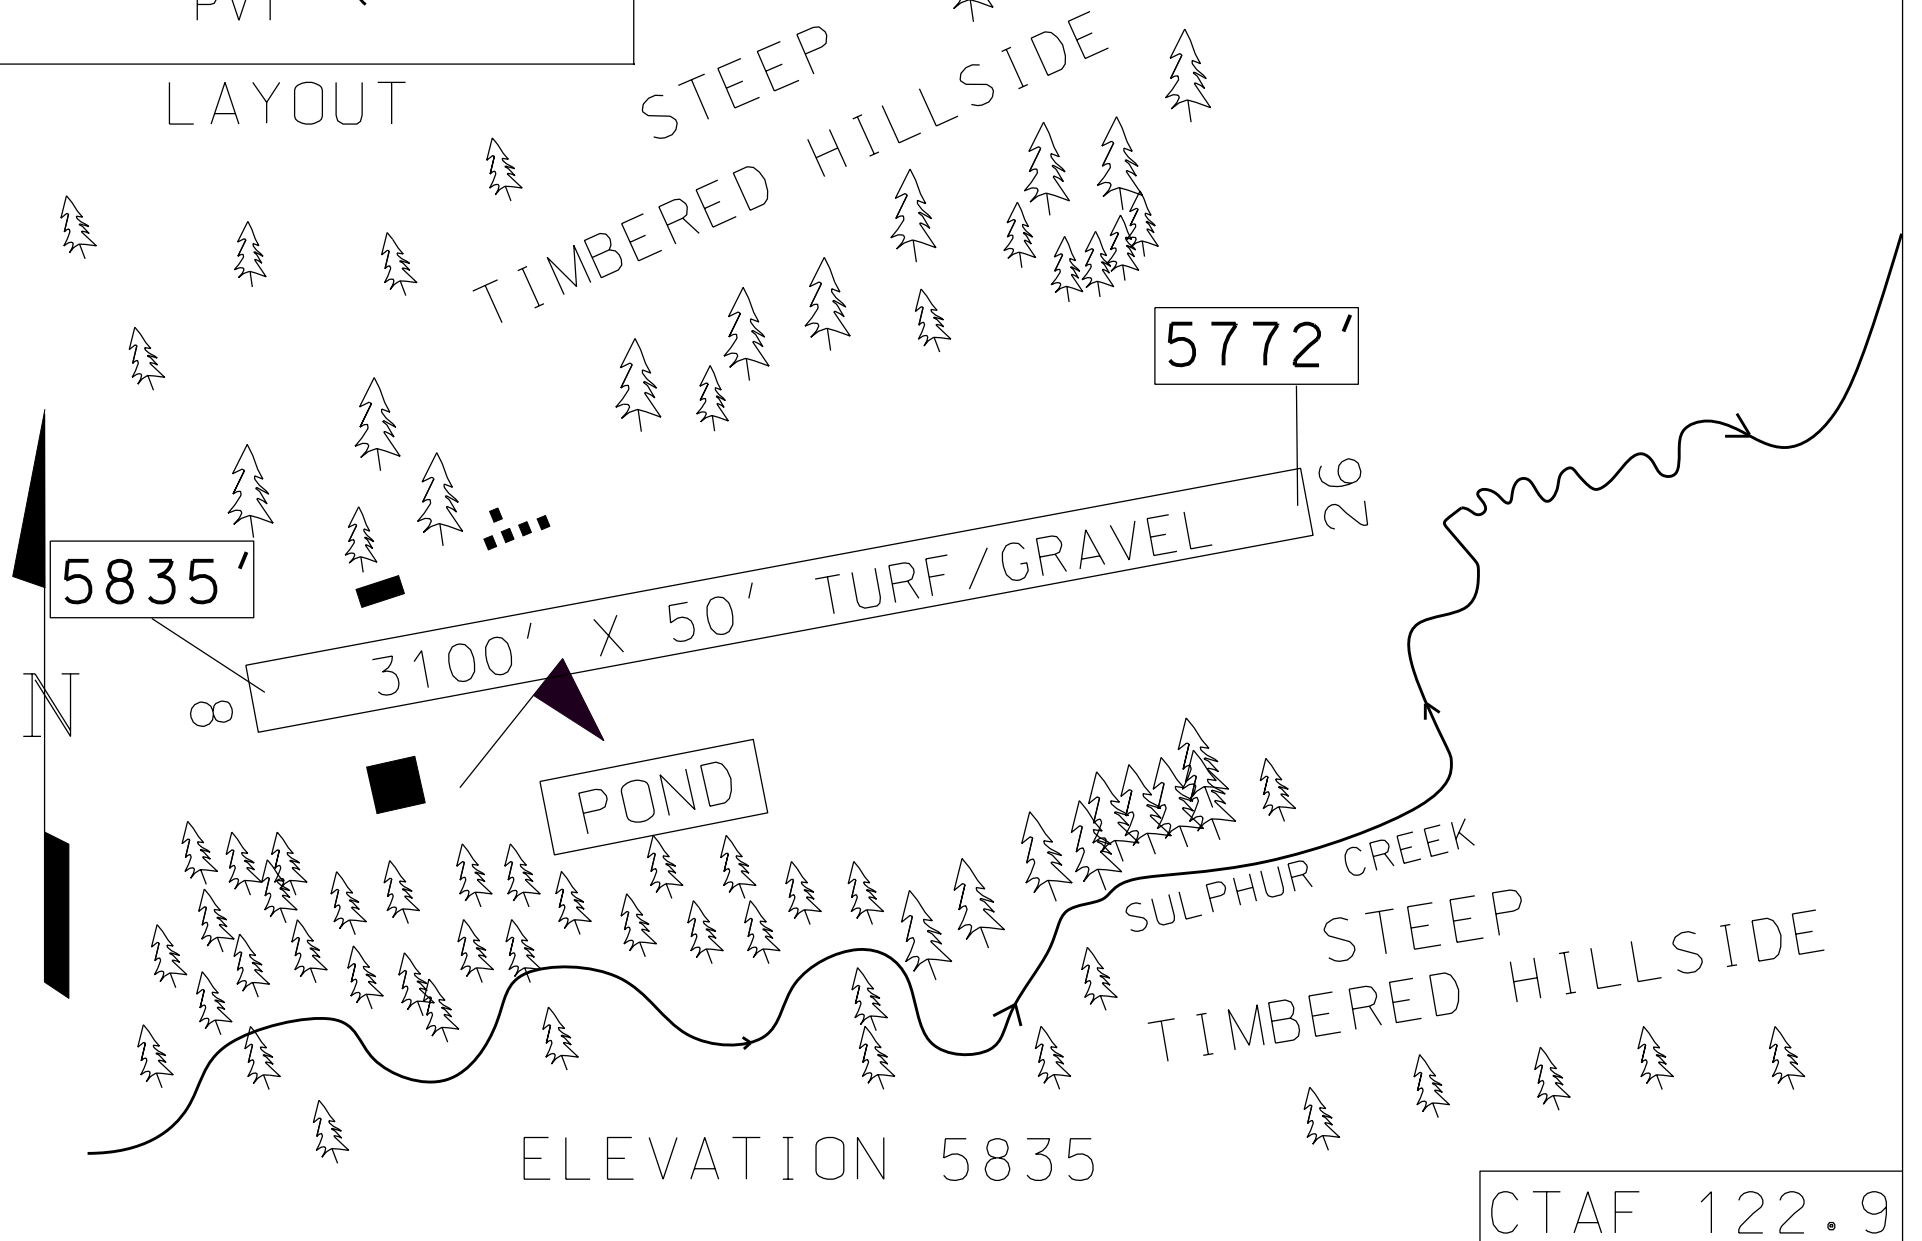 PVT
LAYOUT
STEEP
TIMBERED HILLSIDE
5772'
26
5835'
3100' X 50' TURF/GRAVEL
8
N
POND
SULPHUR CREEK
STEEP
TIMBERED HILLSIDE
ELEVATION 5835
CTAF 122.9